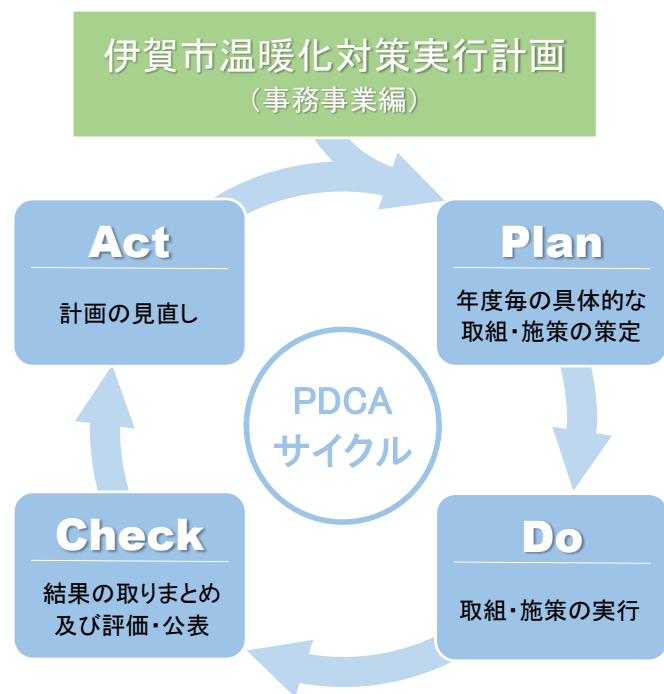 伊賀市温暖化対策実行計画
（事務事業編）
Act
計画の見直し
Plan
年度毎の具体的な
取組・施策の策定
PDCA
サイクル
Check
結果の取りまとめ
及び評価・公表
Do
取組・施策の実行